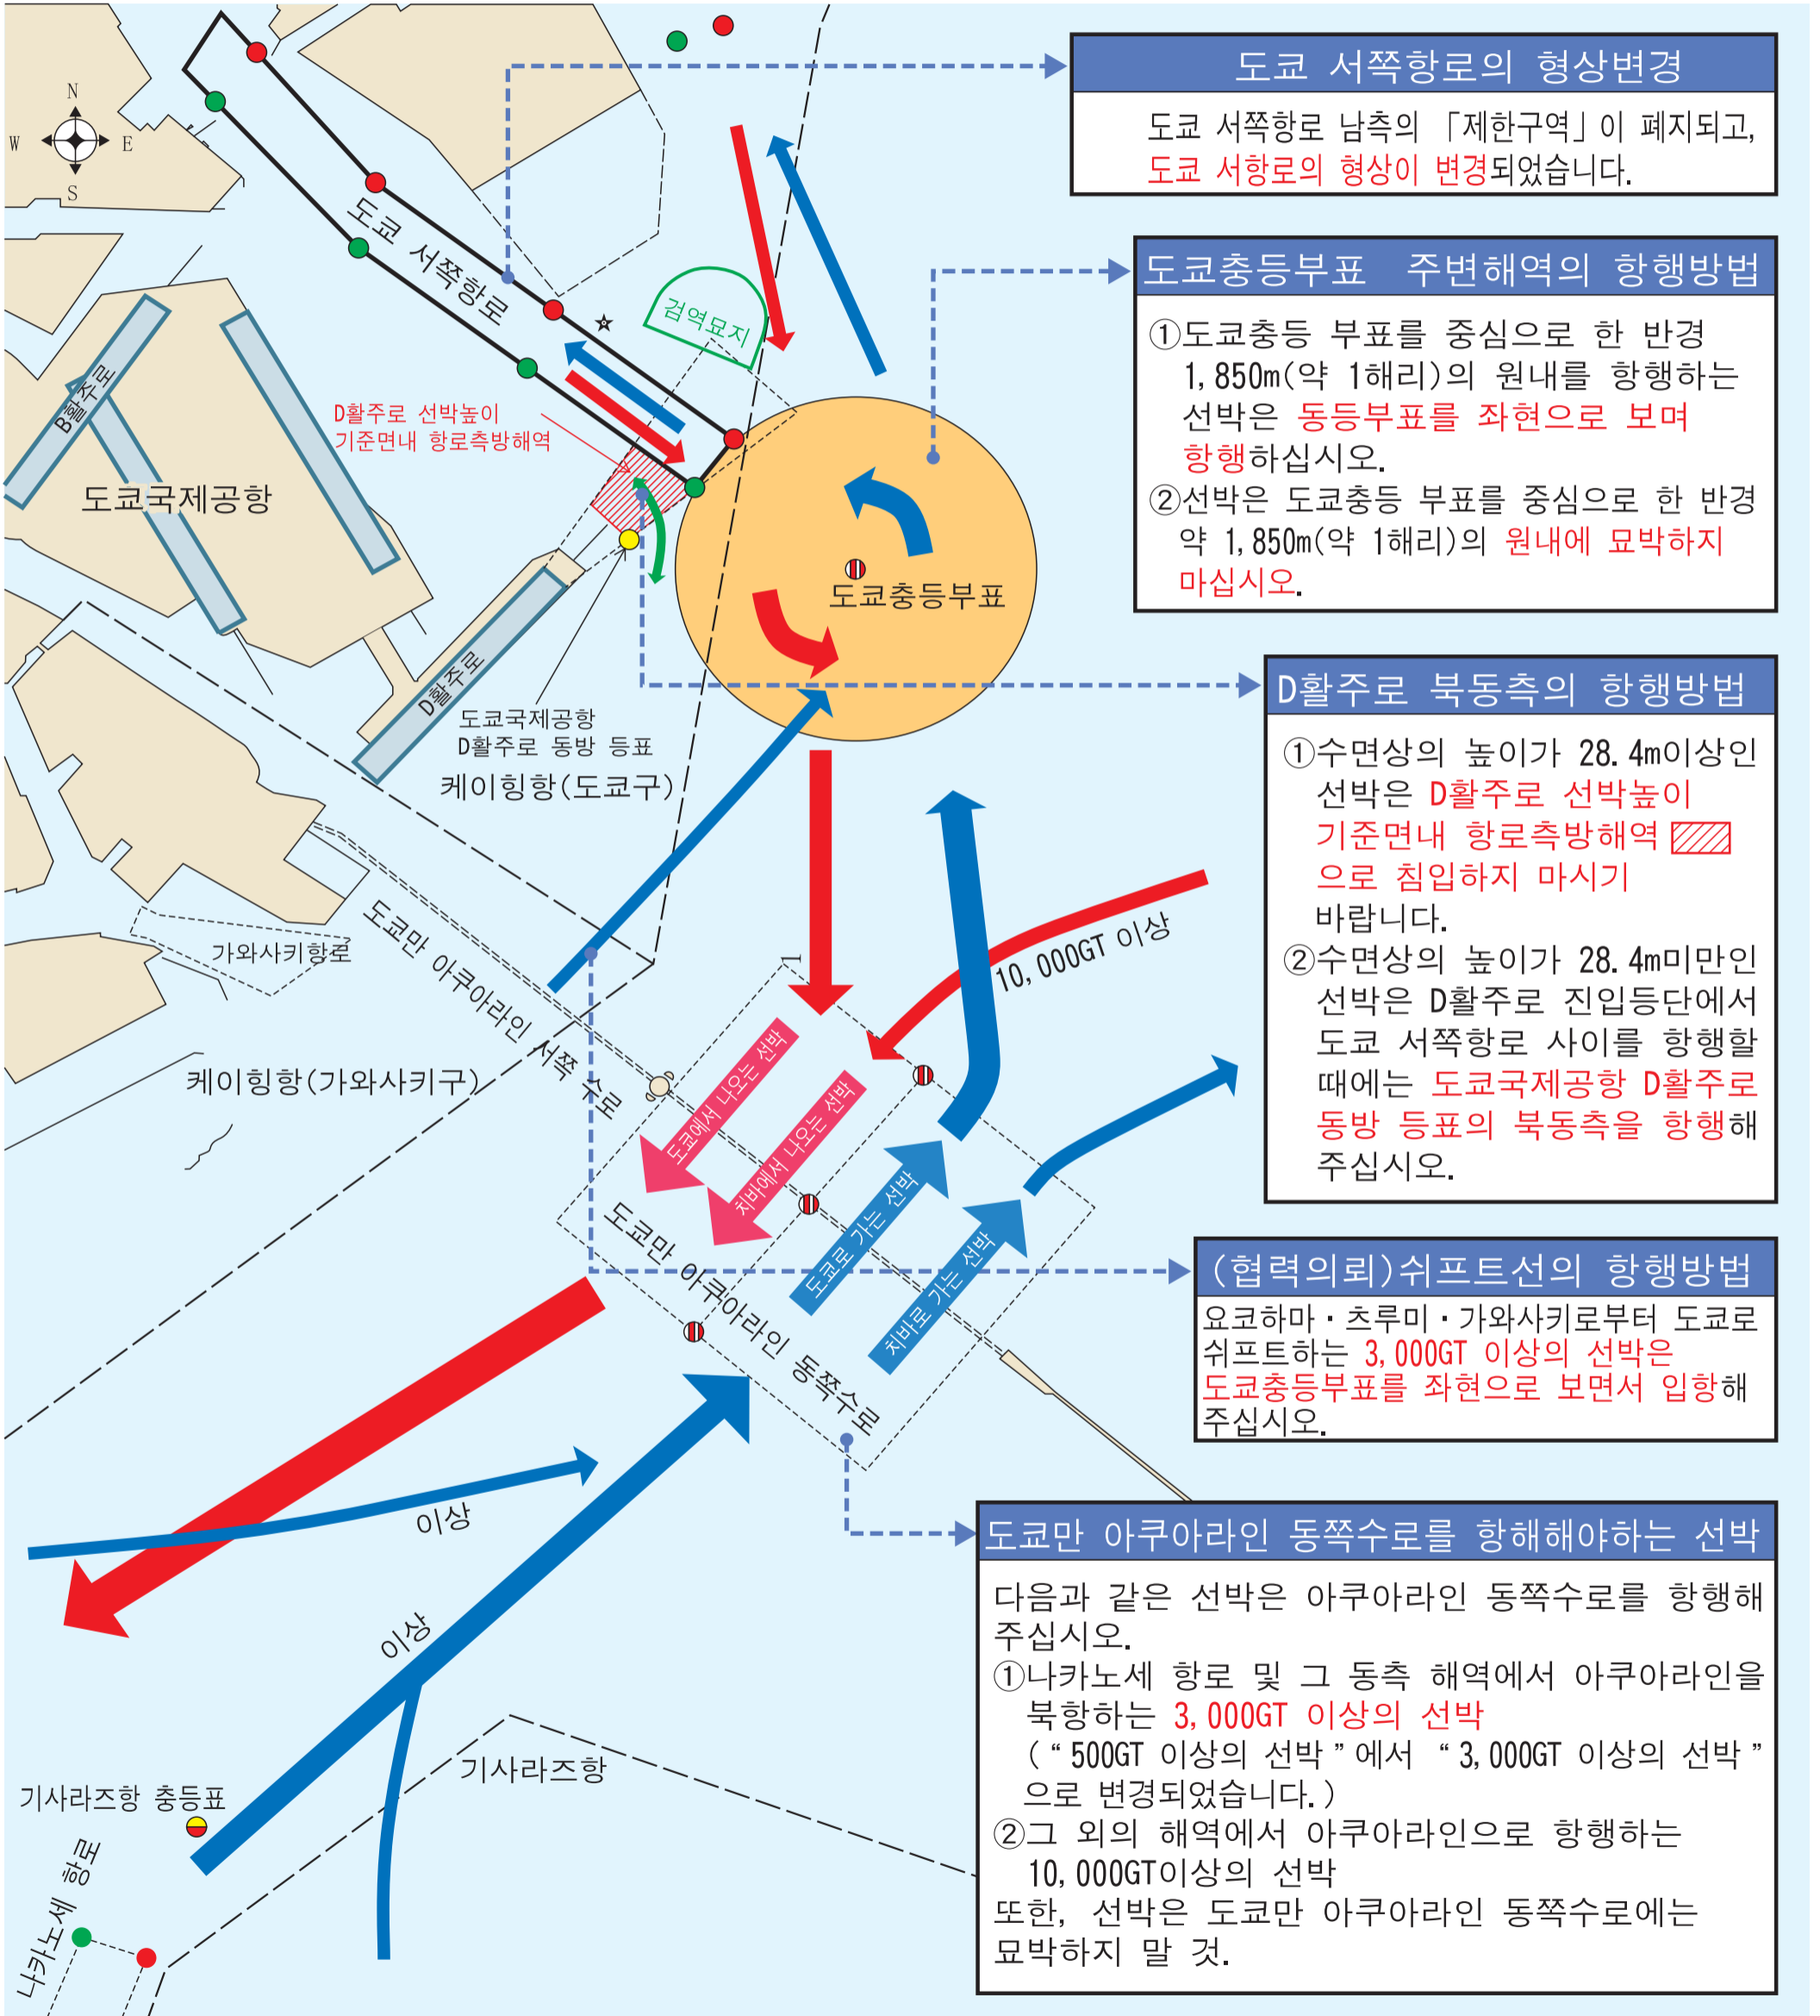 N
W
E
S
도쿄 서쪽항로
검역묘지
B활주로
D활주로 선박높이
기준면내 항로측방해역
도쿄국제공항
도쿄충등부표
D활주로
도쿄국제공항
D활주로 동방 등표
케이힝항(도쿄구)
가와사키항로
도쿄만 아쿠아라인 서쪽 수로
케이힝항(가와사키구)
1
10,000GT 이상
도쿄에서 나오는 선박
치바에서 나오는 선박
도쿄로 가는 선박
치바로 가는 선박
도쿄만 아쿠아라인 동쪽수로
이상
이상
기사라즈항
기사라즈항 충등표
나카노세 항로
도쿄 서쪽항로의 형상변경
도쿄 서쪽항로 남측의 「제한구역」이 폐지되고,
도쿄 서항로의 형상이 변경되었습니다.
도쿄충등부표 주변해역의 항행방법
①도쿄충등 부표를 중심으로 한 반경
1,850m(약 1해리)의 원내를 항행하는
선박은 동등부표를 좌현으로 보며
항행하십시오.
②선박은 도쿄충등 부표를 중심으로 한 반경
약 1,850m(약 1해리)의 원내에 묘박하지
마십시오.
D활주로 북동측의 항행방법
①수면상의 높이가 28.4m이상인
선박은 D활주로 선박높이
기준면내 항로측방해역
으로 침입하지 마시기
바랍니다.
②수면상의 높이가 28.4m미만인
선박은 D활주로 진입등단에서
도쿄 서쪽항로 사이를 항행할
때에는 도쿄국제공항 D활주로
동방 등표의 북동측을 항행해
주십시오.
(협력의뢰)쉬프트선의 항행방법
요코하마・츠루미・가와사키로부터 도쿄로
쉬프트하는 3,000GT 이상의 선박은
도쿄충등부표를 좌현으로 보면서 입항해
주십시오.
도쿄만 아쿠아라인 동쪽수로를 항해해야하는 선박
다음과 같은 선박은 아쿠아라인 동쪽수로를 항행해
주십시오.
①나카노세 항로 및 그 동측 해역에서 아쿠아라인을
북항하는 3,000GT 이상의 선박
(“500GT 이상의 선박”에서 “3,000GT 이상의 선박”
으로 변경되었습니다.)
②그 외의 해역에서 아쿠아라인으로 항행하는
10,000GT이상의 선박
또한, 선박은 도쿄만 아쿠아라인 동쪽수로에는
묘박하지 말 것.